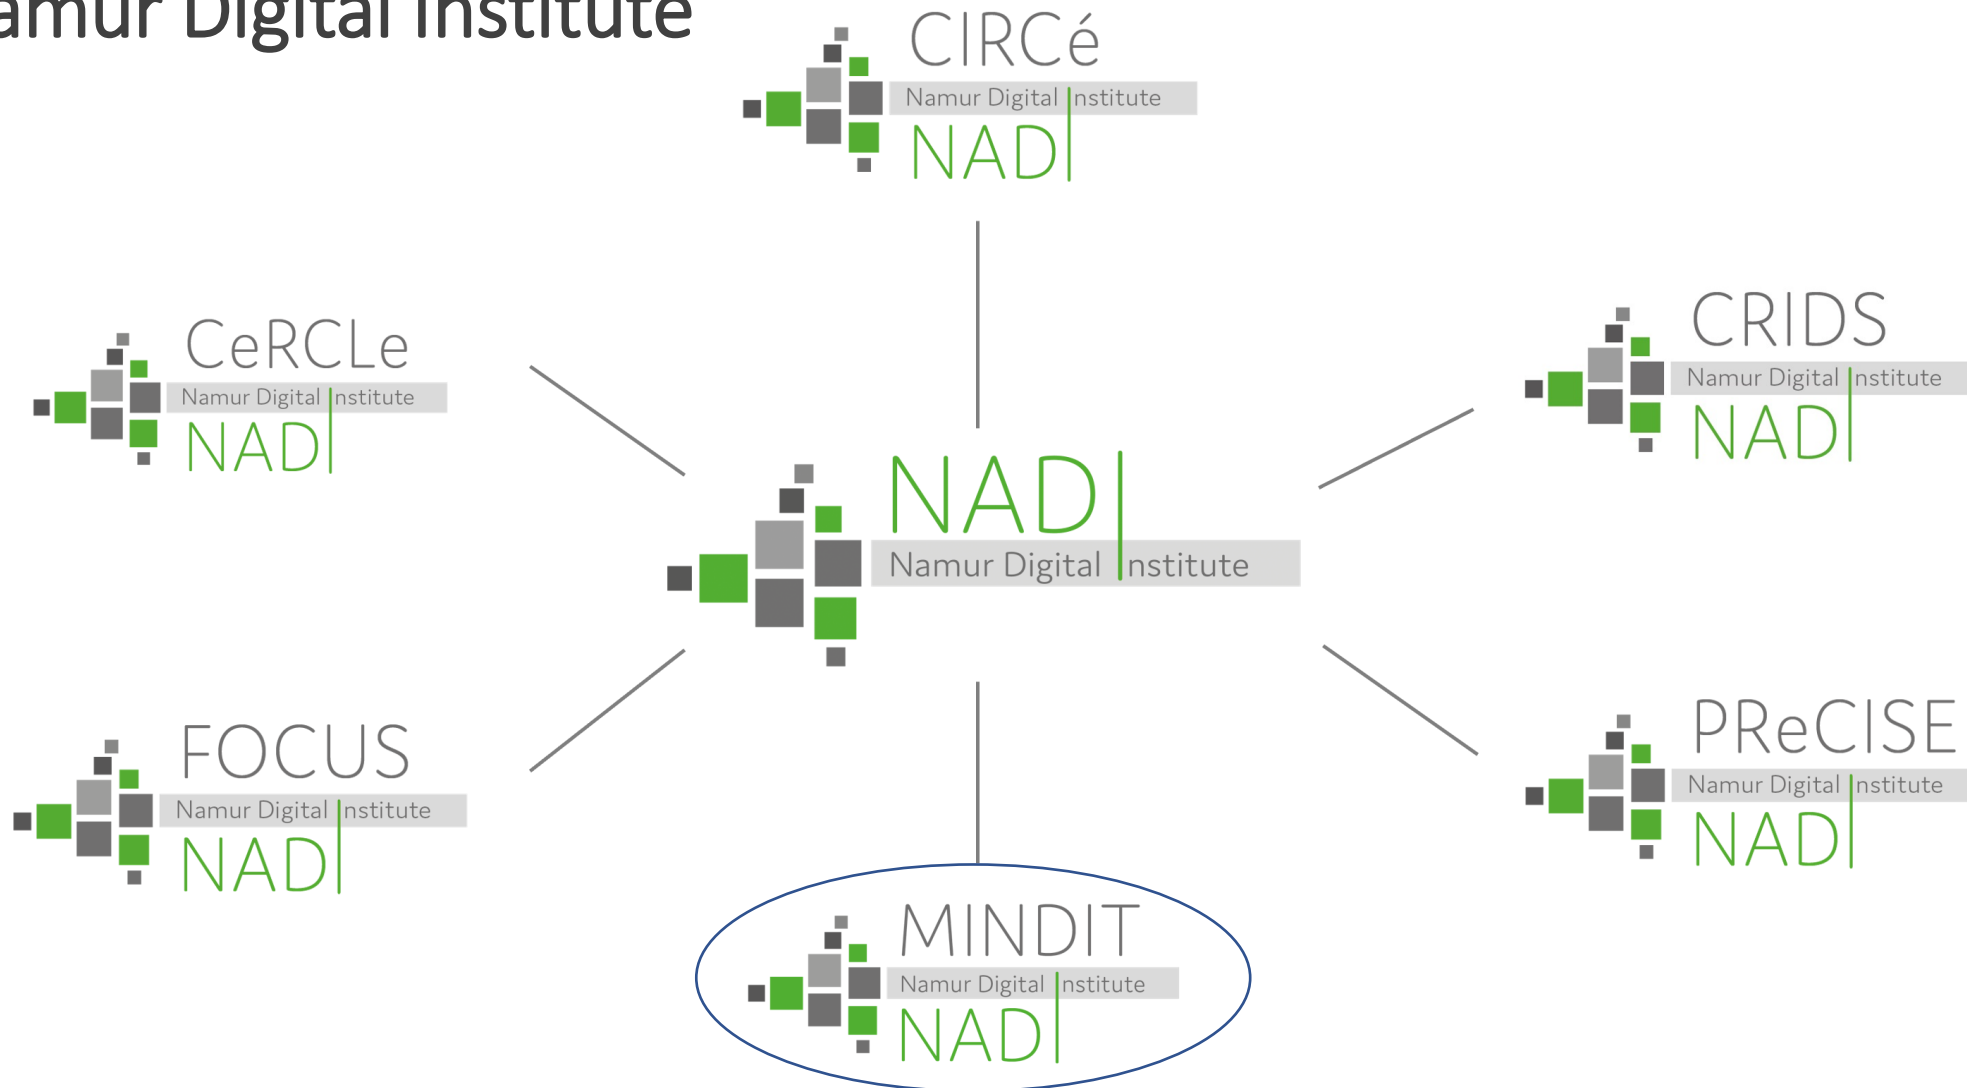 amur Digital Institute
CIRCé
Namur Digital Institute
NADI
CeRCLe
Namur Digital Institute
NADI
CRIDS
Namur Digital Institute
NADI
NADI
Namur Digital Institute
FOCUS
Namur Digital Institute
NADI
PReCISE
Namur Digital Institute
NADI
MINDIT
Namur Digital Institute
NADI